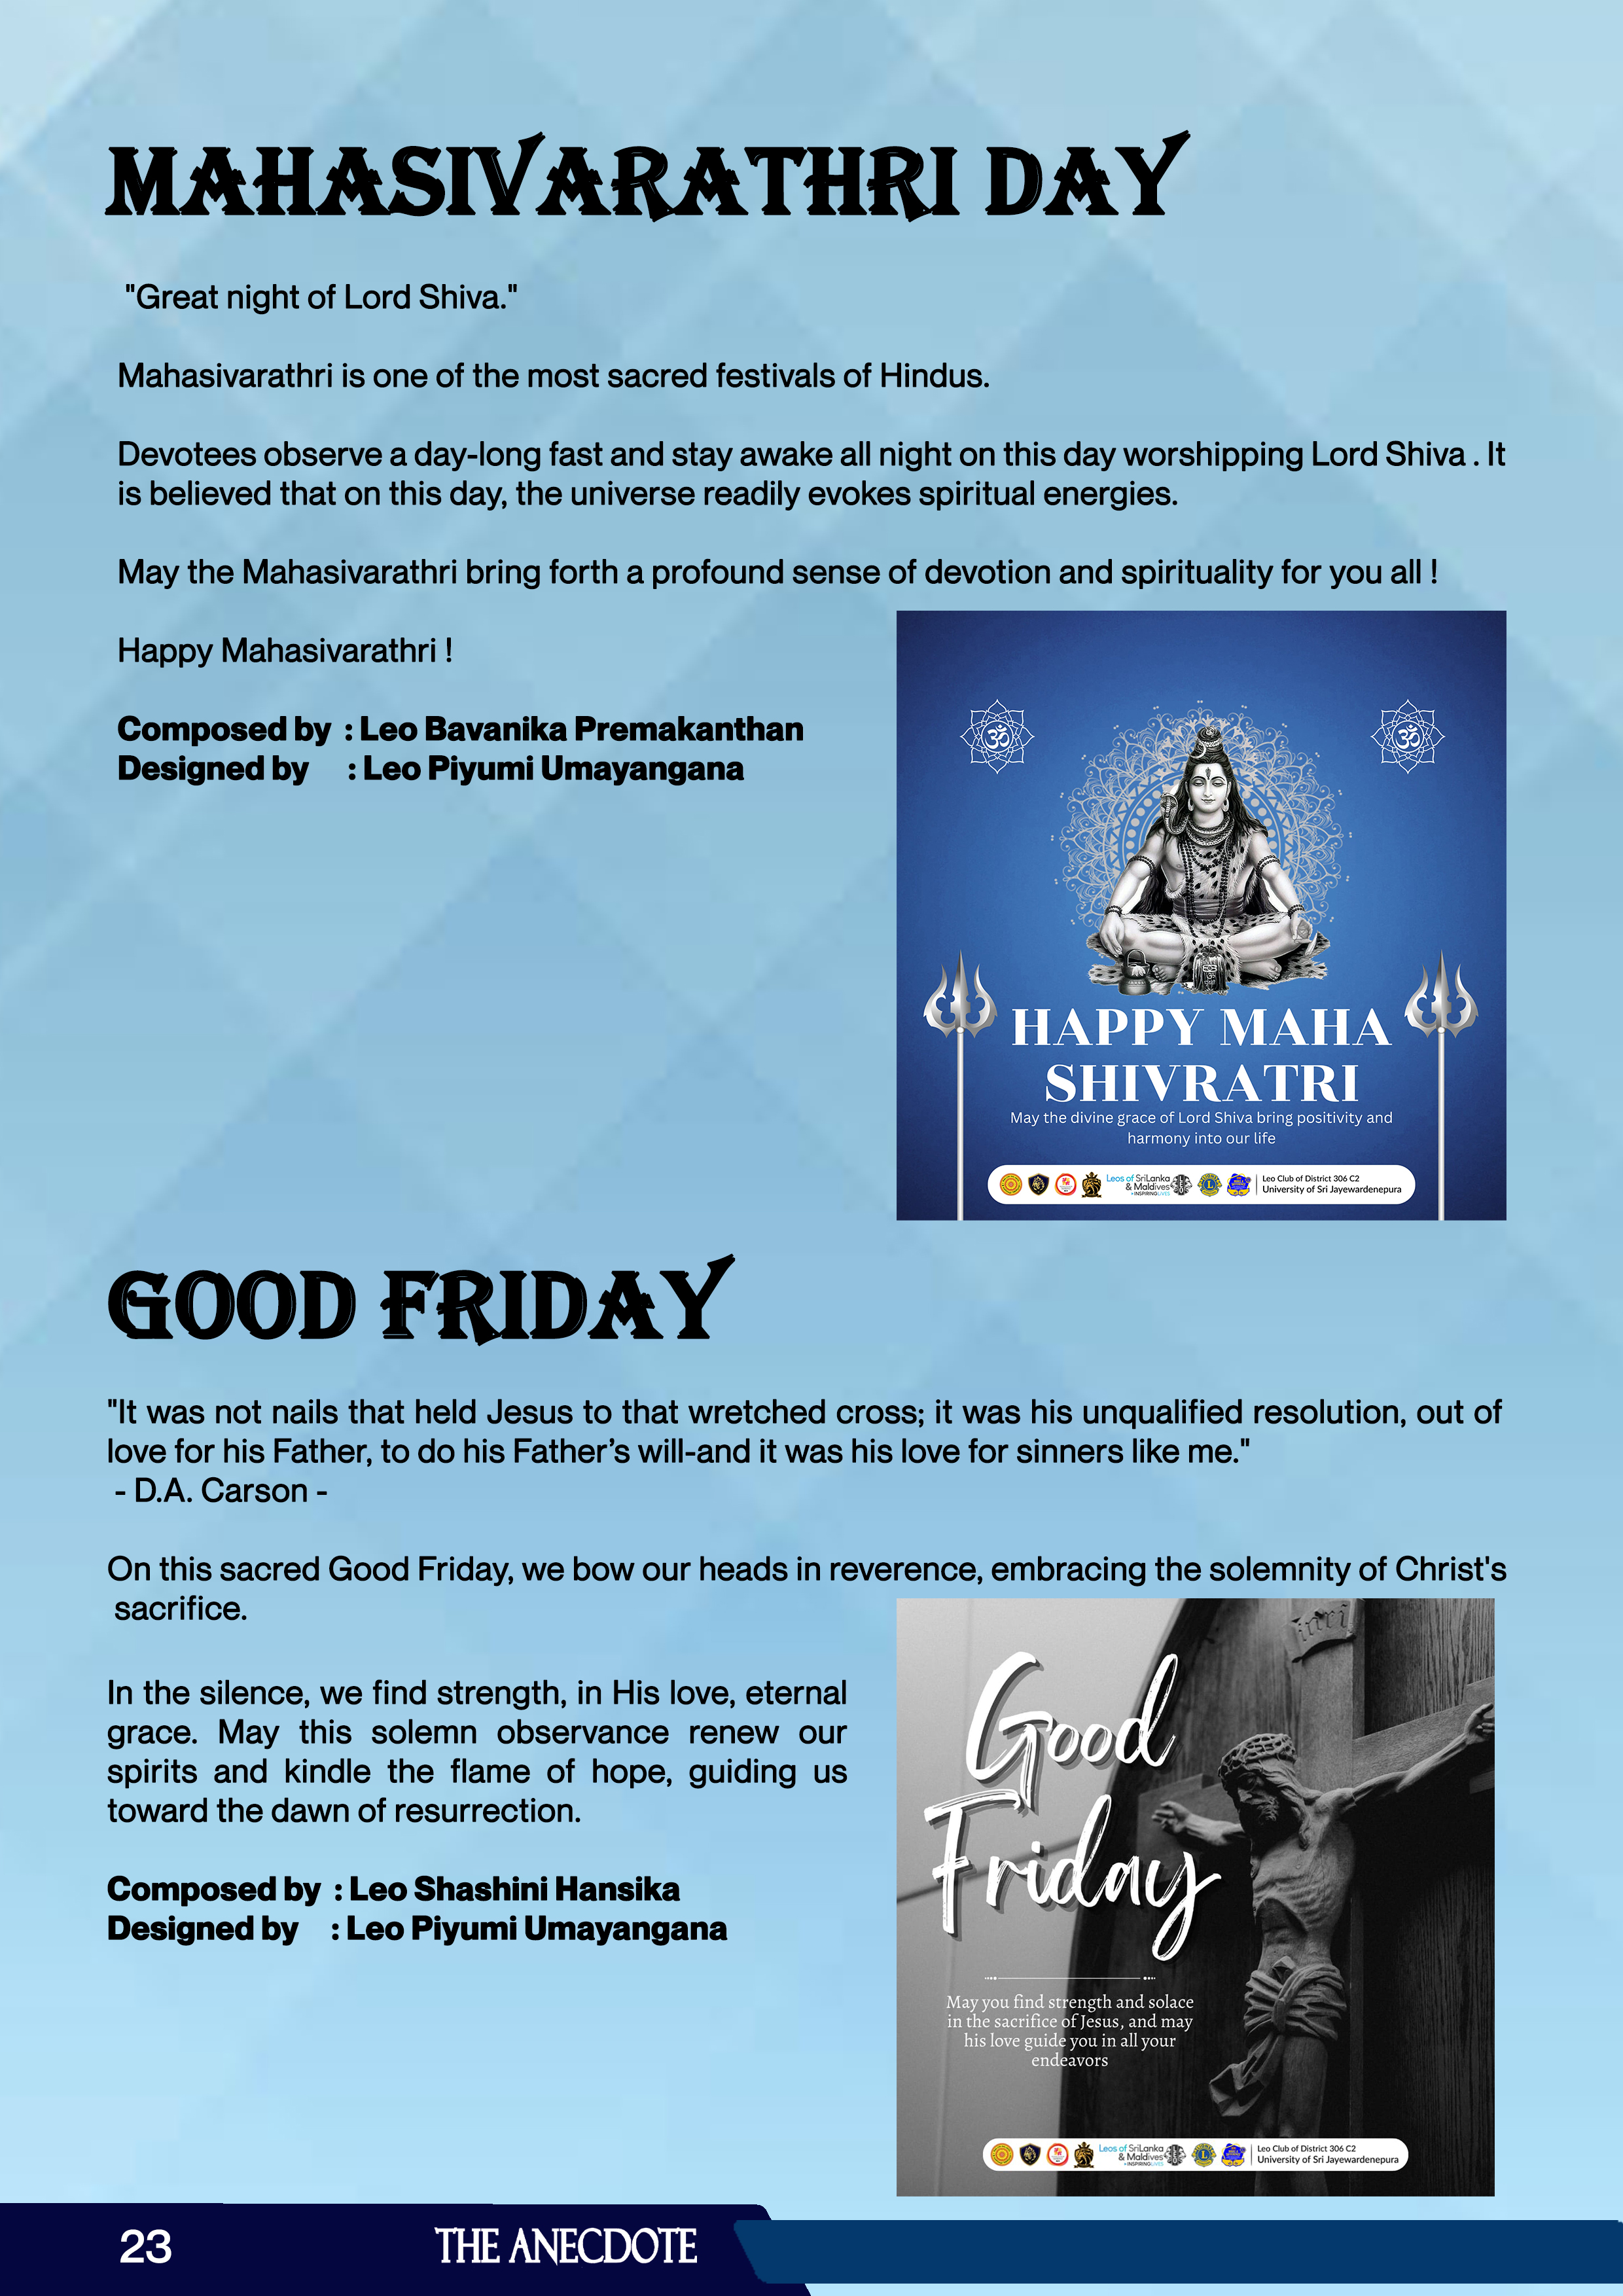 MAHASIVARATHRI DAY
"Great night of Lord Shiva."
Mahasivarathri is one of the most sacred festivals of Hindus.
Devotees observe a day-long fast and stay awake all night on this day worshipping Lord Shiva . It
is believed that on this day, the universe readily evokes spiritual energies.
May the Mahasivarathri bring forth a profound sense of devotion and spirituality for you all !
Happy Mahasivarathri !
Composed by : Leo Bavanika Premakanthan
Designed by : Leo Piyumi Umayangana
ॐ
ॐ
HAPPY MAHA
SHIVRATRI
May the divine grace of Lord Shiva bring positivity and
harmony into our life
Leos of SriLanka
& Maldives
Leo Club of District 306 C2
University of Sri Jayewardenepura
GOOD FRIDAY
"It was not nails that held Jesus to that wretched cross; it was his unqualified resolution, out of
love for his Father, to do his Father’s will-and it was his love for sinners like me."
- D.A. Carson -
On this sacred Good Friday, we bow our heads in reverence, embracing the solemnity of Christ's
sacrifice.
In the silence, we find strength, in His love, eternal
grace. May this solemn observance renew our
spirits and kindle the flame of hope, guiding us
toward the dawn of resurrection.
Composed by : Leo Shashini Hansika
Designed by : Leo Piyumi Umayangana
inri
Good
Friday
May you find strength and solace
in the sacrifice of Jesus, and may
his love guide you in all your
endeavors
Leos of SriLanka
& Maldives
Leo Club of District 306 C2
University of Sri Jayewardenepura
23
THE ANECDOTE